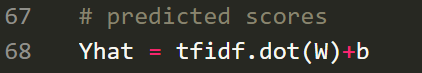 67 # predicted scores
68 Yhat = tfidf.dot(W)+b